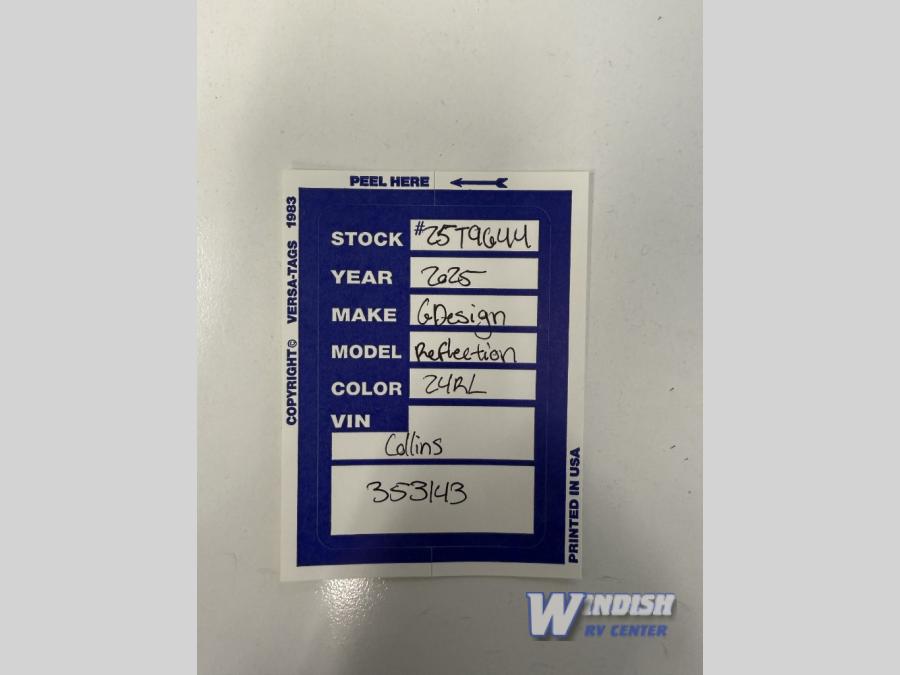 PEEL HERE
COPYRIGHT© VERSA-TAGS 1983
STOCK #25T9644
YEAR 2025
MAKE GDesign
MODEL Reflection
COLOR 24RL
VIN
Collins
353143
PRINTED IN USA
WINDISH
RV CENTER